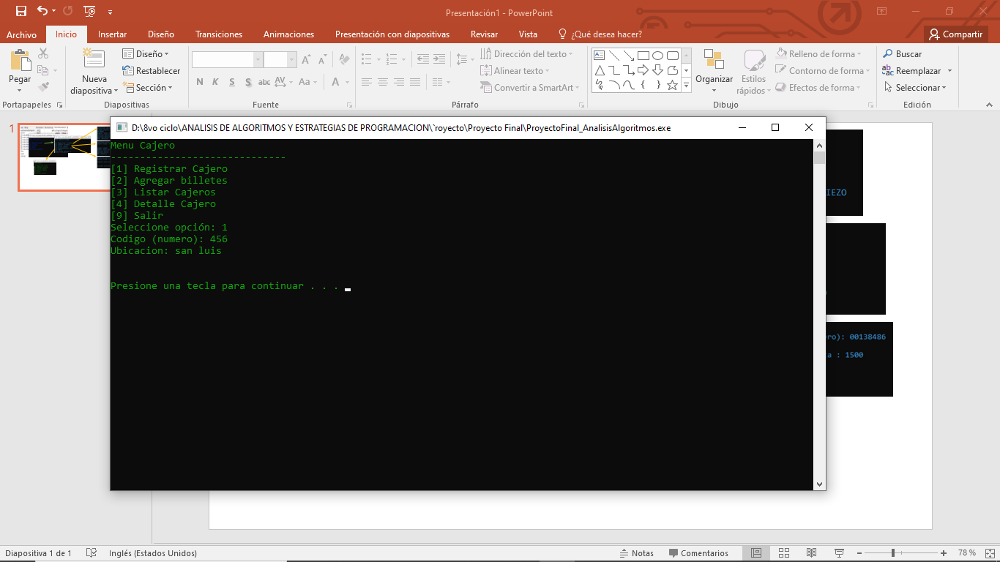 Presentación1 - PowerPoint
Archivo Inicio Insertar Diseño Transiciones Animaciones Presentación con diapositivas Revisar Vista ¿Qué desea hacer? Compartir
Pegar
Portapapeles
Nueva diapositiva
Diseño
Restablecer
Sección
Diapositivas
N K S S abc AV Aa A
Fuente
Dirección del texto
Alinear texto
Convertir a SmartArt
Párrafo
Organizar
Estilos rápidos
Relleno de forma
Contorno de forma
Efectos de forma
Dibujo
Buscar
Reemplazar
Seleccionar
Edición
1
D:\8vo ciclo\ANALISIS DE ALGORITMOS Y ESTRATEGIAS DE PROGRAMACION\`royecto\Proyecto Final\ProyectoFinal_AnalisisAlgoritmos.exe
Menu Cajero
------------------------------
[1] Registrar Cajero
[2] Agregar billetes
[3] Listar Cajeros
[4] Detalle Cajero
[9] Salir
Seleccione opción: 1
Codigo (numero): 456
Ubicacion: san luis
Presione una tecla para continuar . . .
IEZO
ero): 00138486
ta : 1500
Diapositiva 1 de 1 Inglés (Estados Unidos) Notas Comentarios 78 %